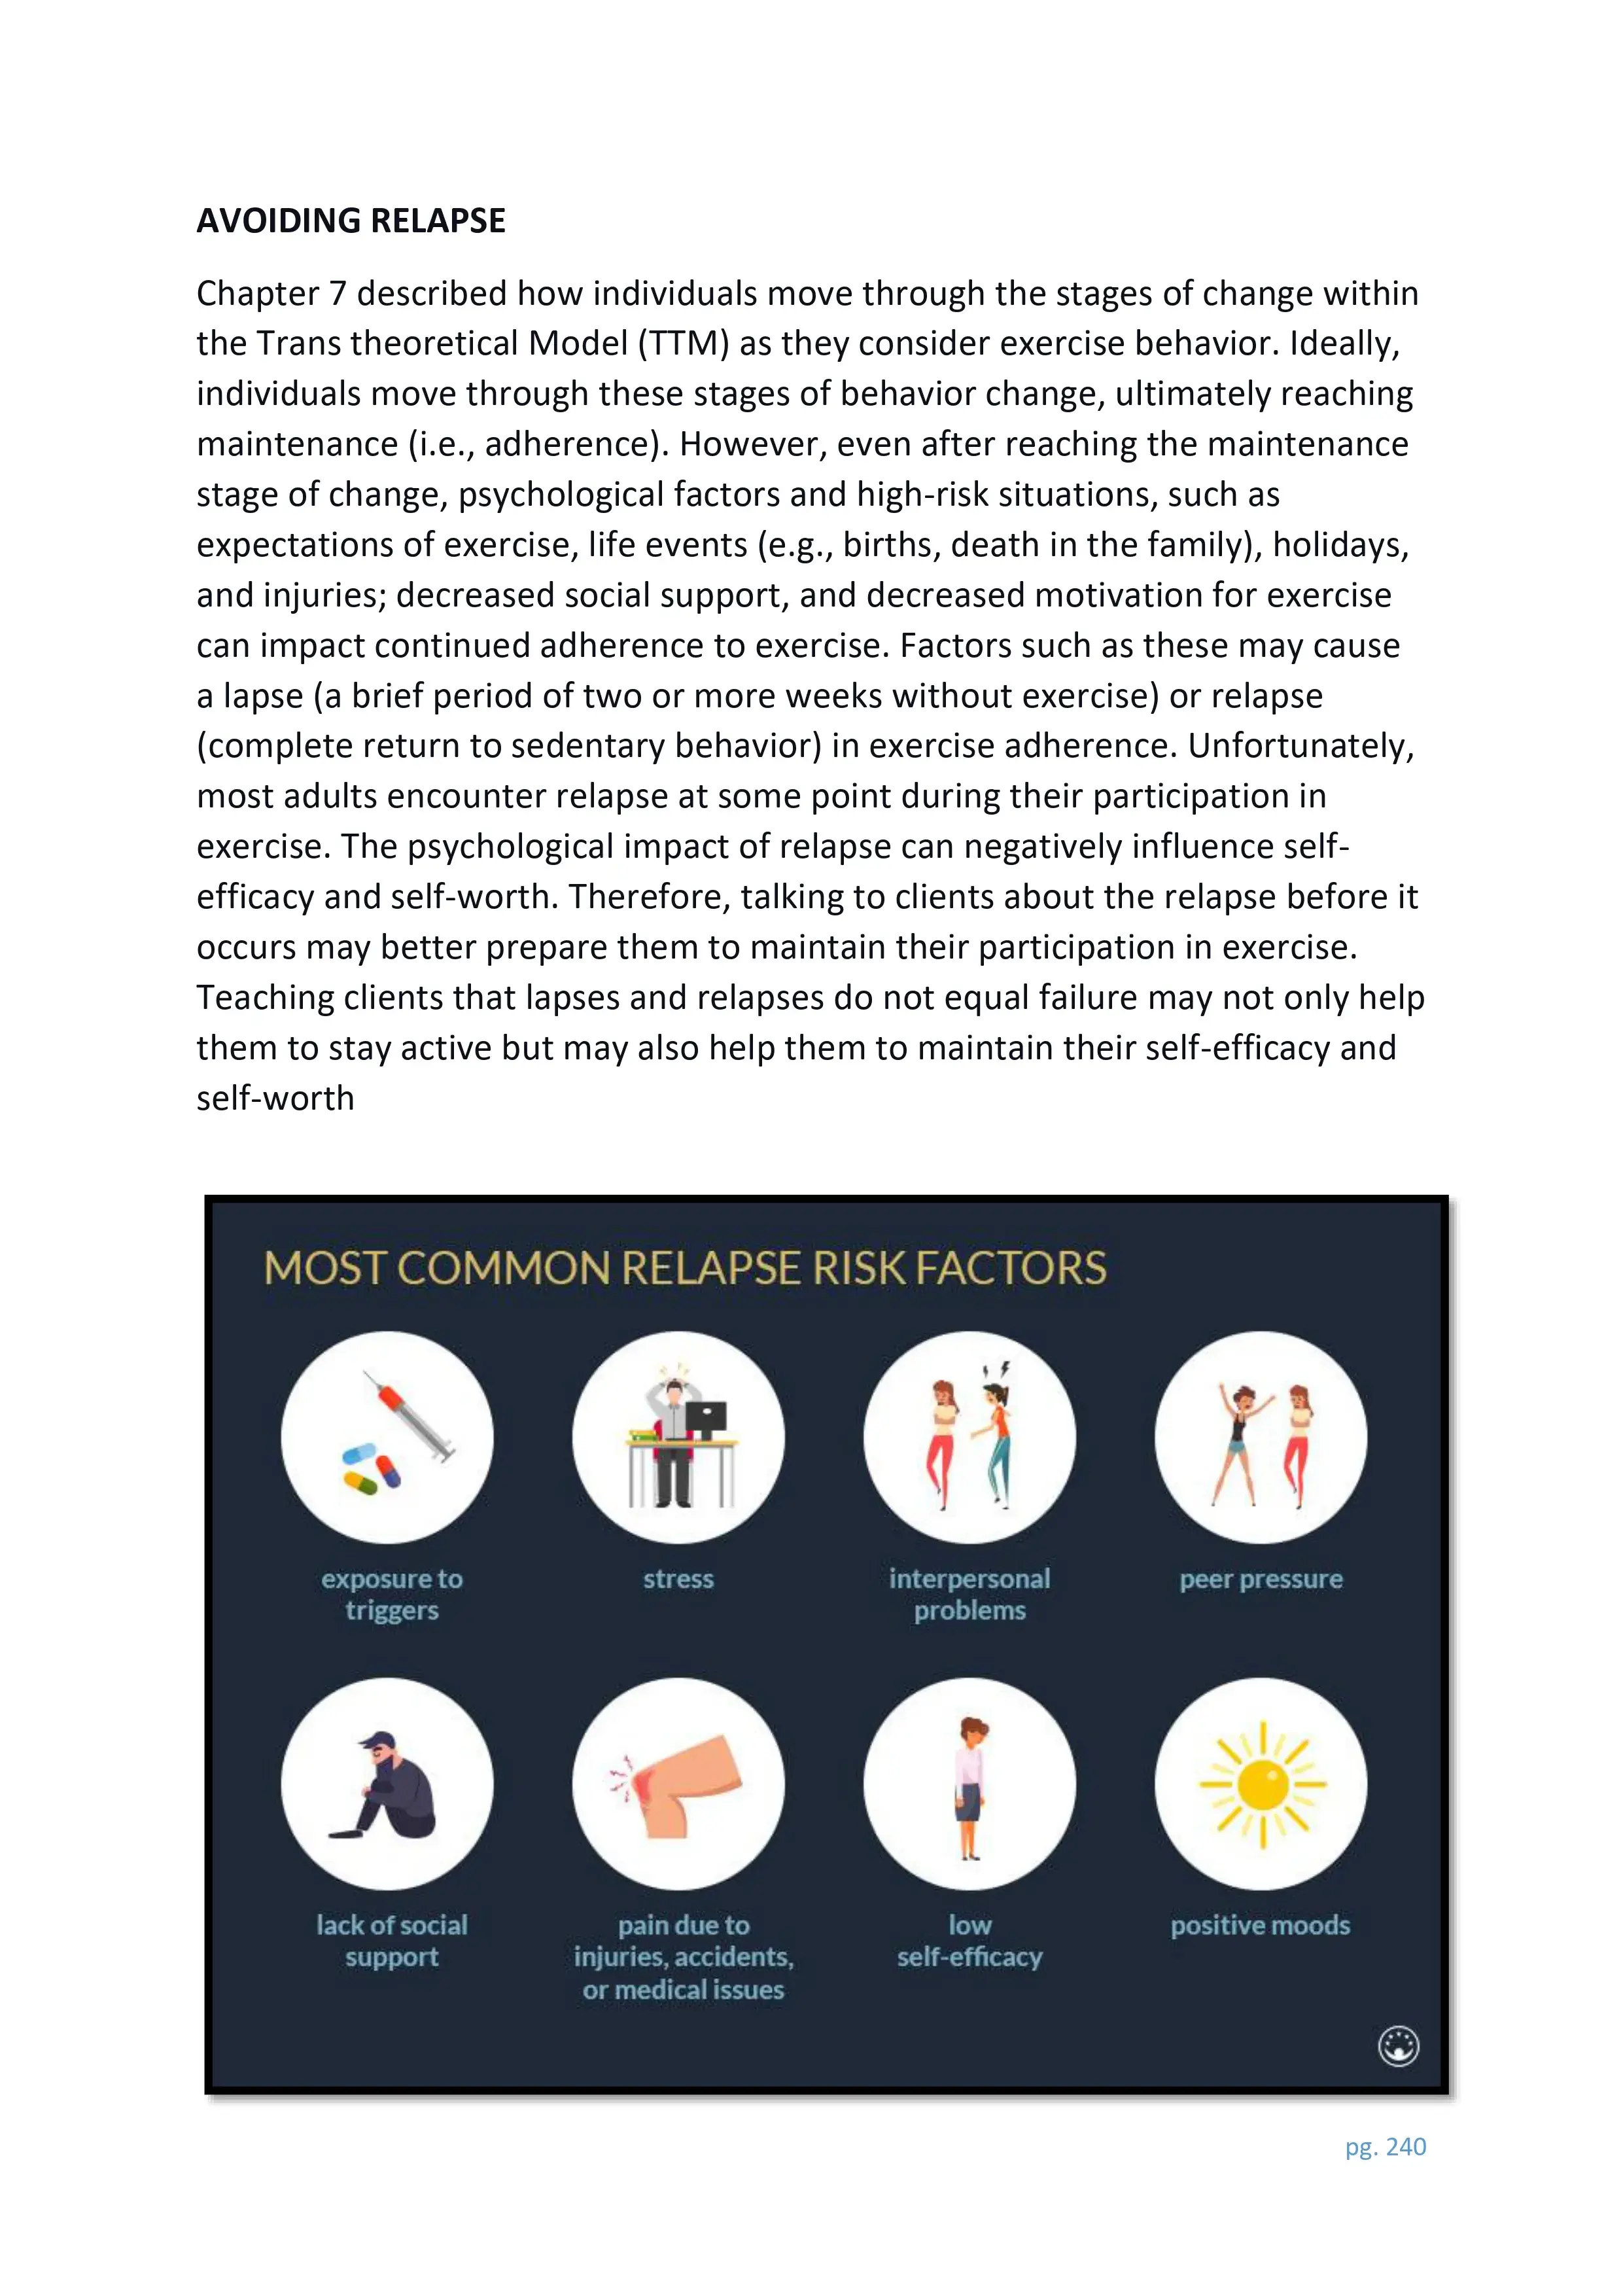 AVOIDING RELAPSE
Chapter 7 described how individuals move through the stages of change within
the Trans theoretical Model (TTM) as they consider exercise behavior. Ideally,
individuals move through these stages of behavior change, ultimately reaching
maintenance (i.e., adherence). However, even after reaching the maintenance
stage of change, psychological factors and high-risk situations, such as
expectations of exercise, life events (e.g., births, death in the family), holidays,
and injuries; decreased social support, and decreased motivation for exercise
can impact continued adherence to exercise. Factors such as these may cause
a lapse (a brief period of two or more weeks without exercise) or relapse
(complete return to sedentary behavior) in exercise adherence. Unfortunately,
most adults encounter relapse at some point during their participation in
exercise. The psychological impact of relapse can negatively influence self-
efficacy and self-worth. Therefore, talking to clients about the relapse before it
occurs may better prepare them to maintain their participation in exercise.
Teaching clients that lapses and relapses do not equal failure may not only help
them to stay active but may also help them to maintain their self-efficacy and
self-worth
MOST COMMON RELAPSE RISK FACTORS
exposure to
triggers
stress
interpersonal
problems
peer pressure
lack of social
support
pain due to
injuries, accidents,
or medical issues
low
self-efficacy
positive moods
pg. 240